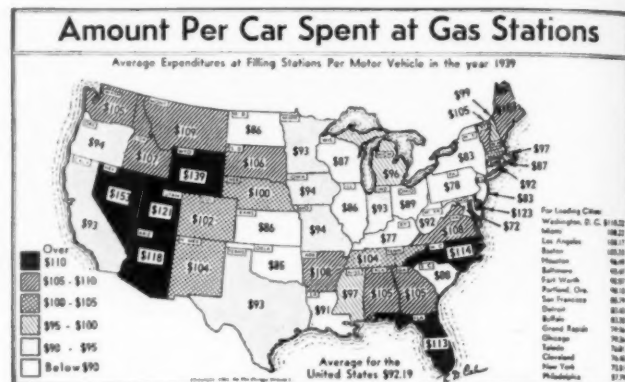 Amount Per Car Spent at Gas Stations
Average Expenditures at Filling Stations Per Motor Vehicle in the year 1939
$105
$109
$86
$93
$94
$107
$139
$106
$87
$96
$83
$99
$105
$97
$87
$92
$83
$123
$72
$153
$121
$102
$100
$94
$86
$93
$89
$78
$93
$118
$104
$86
$94
$77
$92
$108
$93
$85
$108
$104
$114
$91
$97
$105
$105
$88
$113
Over
$110
$105 - $110
$100 - $105
$95 - $100
$90 - $95
Below $90
Average for the
United States $92.19
For Leading Cities
Washington, D. C.
Miami
Los Angeles
Boston
Houston
Baltimore
Fort Worth
Portland, Ore.
San Francisco
Detroit
Buffalo
Grand Rapids
Chicago
Toledo
Cleveland
New York
Philadelphia